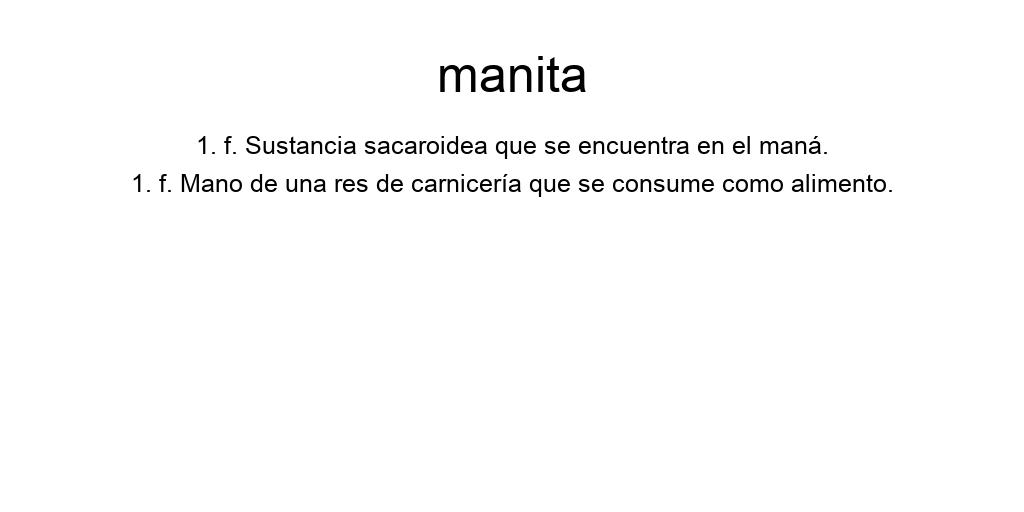 manita
1. f. Sustancia sacaroidea que se encuentra en el maná.
1. f. Mano de una res de carnicería que se consume como alimento.